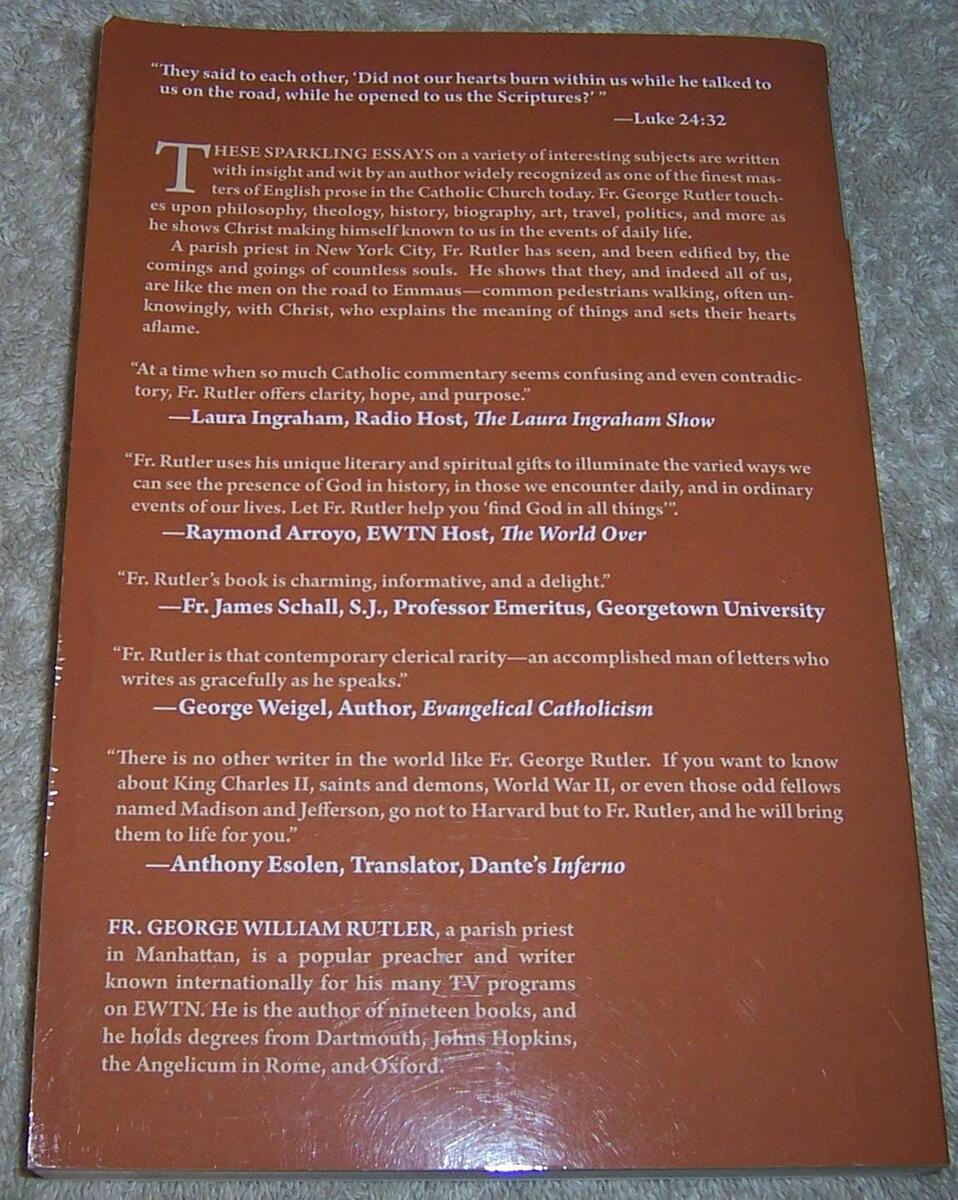 “They said to each other, ‘Did not our hearts burn within us while he talked to
us on the road, while he opened to us the Scriptures?’ ”
—Luke 24:32
THESE SPARKLING ESSAYS on a variety of interesting subjects are written
with insight and wit by an author widely recognized as one of the finest mas-
ters of English prose in the Catholic Church today. Fr. George Rutler touch-
es upon philosophy, theology, history, biography, art, travel, politics, and more as
he shows Christ making himself known to us in the events of daily life.
A parish priest in New York City, Fr. Rutler has seen, and been edified by, the
comings and goings of countless souls. He shows that they, and indeed all of us,
are like the men on the road to Emmaus—common pedestrians walking, often un-
knowingly, with Christ, who explains the meaning of things and sets their hearts
aflame.
“At a time when so much Catholic commentary seems confusing and even contradic-
tory, Fr. Rutler offers clarity, hope, and purpose.”
—Laura Ingraham, Radio Host, The Laura Ingraham Show
“Fr. Rutler uses his unique literary and spiritual gifts to illuminate the varied ways we
can see the presence of God in history, in those we encounter daily, and in ordinary
events of our lives. Let Fr. Rutler help you ‘find God in all things’”.
—Raymond Arroyo, EWTN Host, The World Over
“Fr. Rutler’s book is charming, informative, and a delight.”
—Fr. James Schall, S.J., Professor Emeritus, Georgetown University
“Fr. Rutler is that contemporary clerical rarity—an accomplished man of letters who
writes as gracefully as he speaks.”
—George Weigel, Author, Evangelical Catholicism
“There is no other writer in the world like Fr. George Rutler. If you want to know
about King Charles II, saints and demons, World War II, or even those odd fellows
named Madison and Jefferson, go not to Harvard but to Fr. Rutler, and he will bring
them to life for you.”
—Anthony Esolen, Translator, Dante’s Inferno
FR. GEORGE WILLIAM RUTLER, a parish priest
in Manhattan, is a popular preacher and writer
known internationally for his many TV programs
on EWTN. He is the author of nineteen books, and
he holds degrees from Dartmouth, Johns Hopkins,
the Angelicum in Rome, and Oxford.